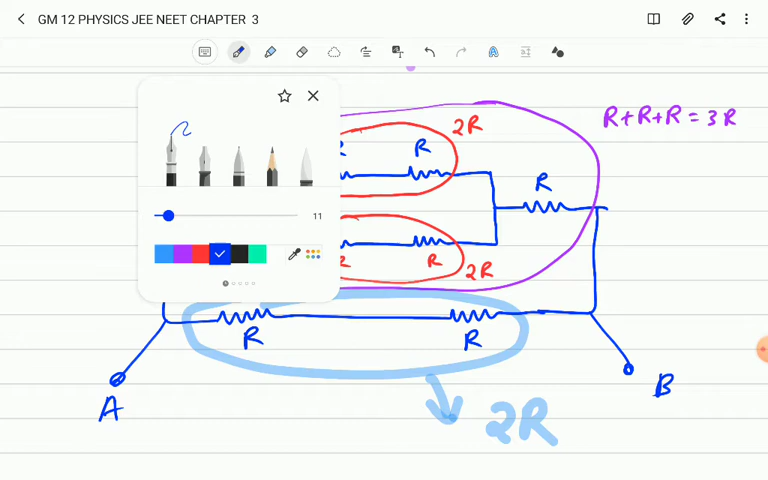 GM 12 PHYSICS JEE NEET CHAPTER 3
R+R+R = 3R
2R
R
R
R
11
R
R
2R
R
R
A
B
2R